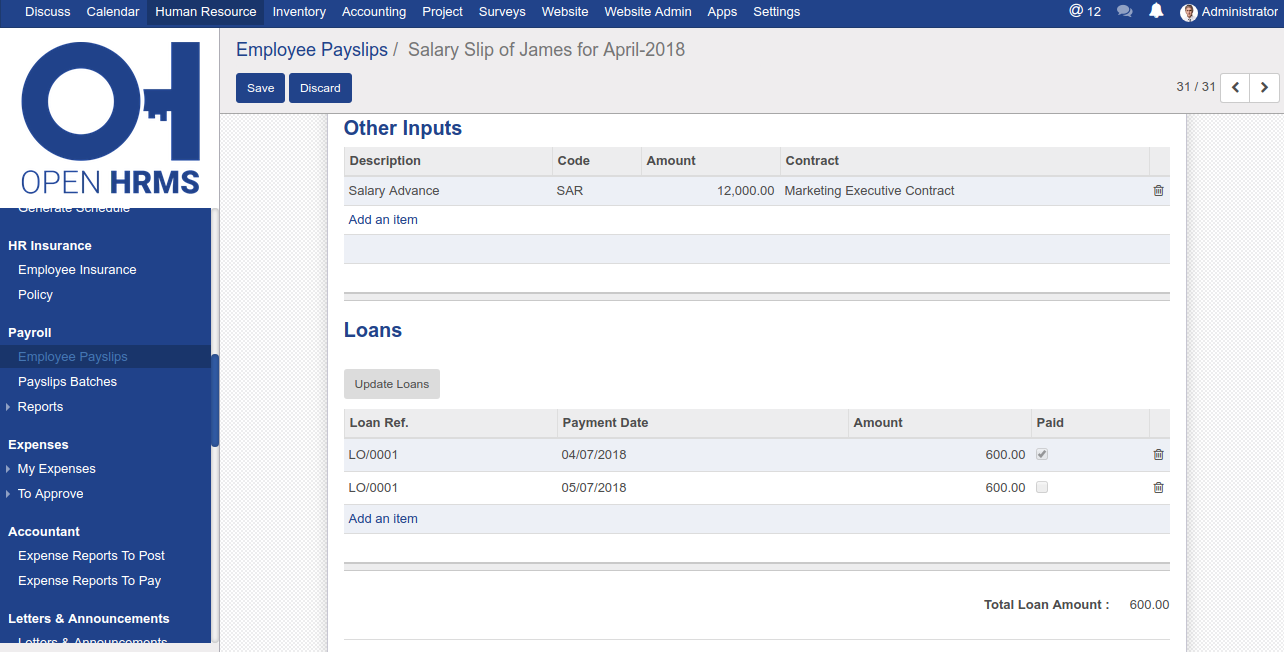 Discuss Calendar Human Resource Inventory Accounting Project Surveys Website Website Admin Apps Settings @ 12 Administrator
OPEN HRMS
Generate Schedule
HR Insurance
Employee Insurance
Policy
Payroll
Employee Payslips
Payslips Batches
Reports
Expenses
My Expenses
To Approve
Accountant
Expense Reports To Post
Expense Reports To Pay
Letters & Announcements
Letters & Announcements
Employee Payslips / Salary Slip of James for April-2018
Save Discard 31 / 31
Other Inputs
Description Code Amount Contract
Salary Advance SAR 12,000.00 Marketing Executive Contract
Add an item
Loans
Update Loans
Loan Ref. Payment Date Amount Paid
LO/0001 04/07/2018 600.00
LO/0001 05/07/2018 600.00
Add an item
Total Loan Amount : 600.00